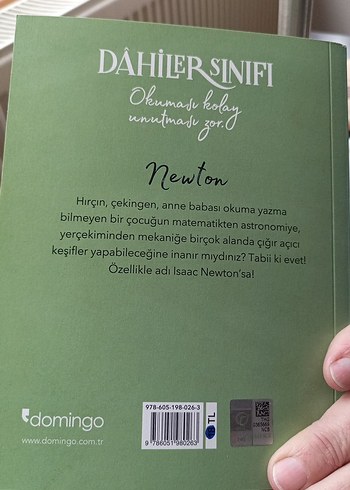 DÂHİLER SINIFI
Okuması kolay
unutması zor.
Newton
Hırçın, çekingen, anne babası okuma yazma
bilmeyen bir çocuğun matematikten astronomiye,
yerçekiminden mekaniğe birçok alanda çığır açıcı
keşifler yapabileceğine inanır mıydınız? Tabii ki evet!
Özellikle adı Isaac Newton'sa!
domingo
www.domingo.com.tr
978-605-198-026-3
9 786051 980263
TL